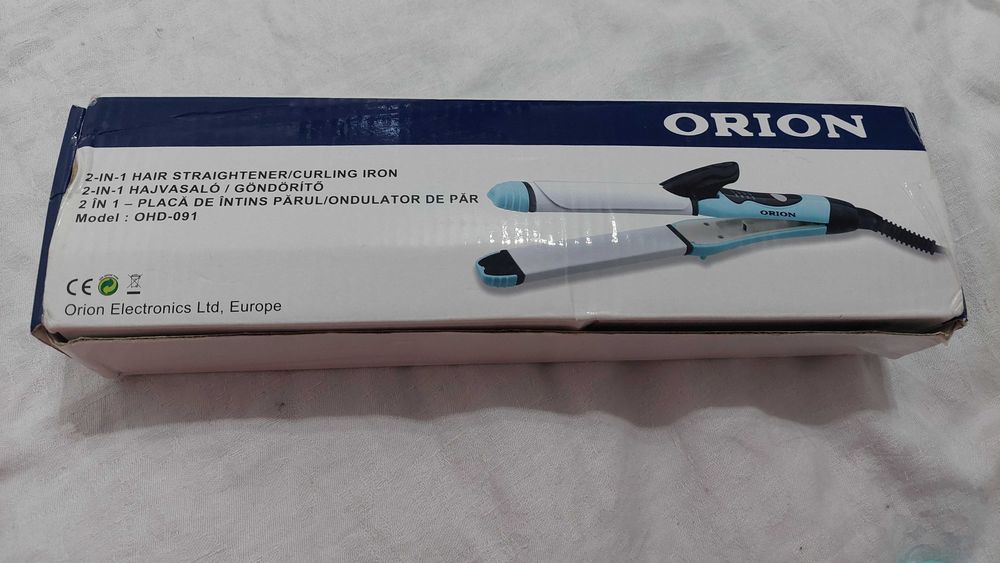 ORION
2-IN-1 HAIR STRAIGHTENER/CURLING IRON
2-IN-1 HAJVASALÓ / GÖNDÖRÍTŐ
2 ÎN 1 – PLACĂ DE ÎNTINS PĂRUL/ONDULATOR DE PĂR
Model : OHD-091
ORION
CE
Orion Electronics Ltd, Europe